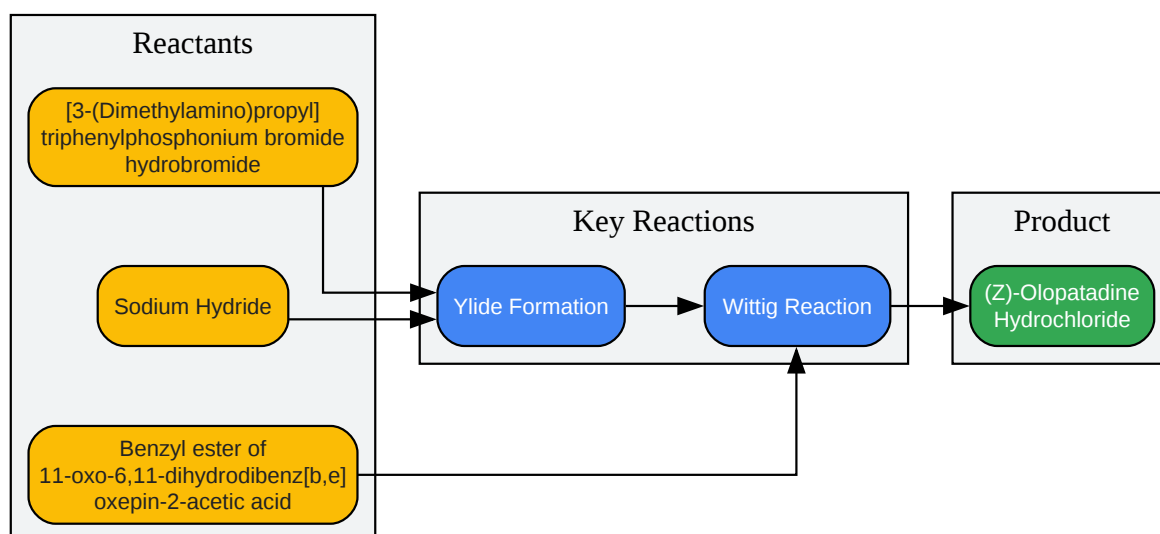 Reactants
[3-(Dimethylamino)propyl]
triphenylphosphonium bromide
hydrobromide
Sodium Hydride
Benzyl ester of
11-oxo-6,11-dihydrodibenz[b,e]
oxepin-2-acetic acid
Key Reactions
Ylide Formation
Wittig Reaction
Product
(Z)-Olopatadine
Hydrochloride